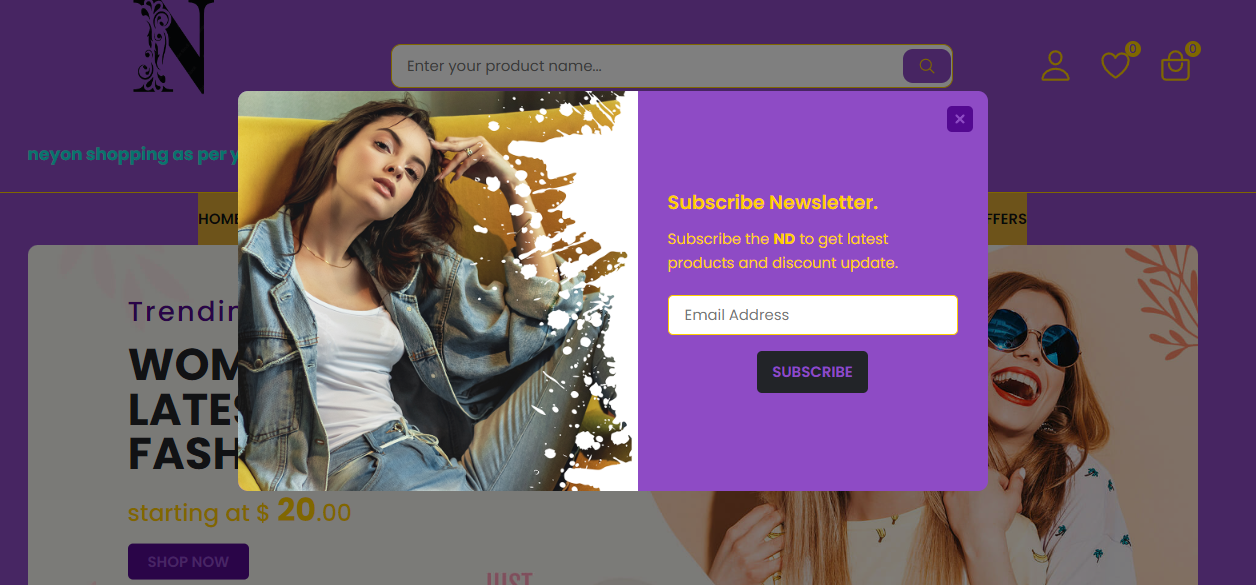 N
Enter your product name...
0
0
neyon shopping as per y
HOME
FFERS
Subscribe Newsletter.
Subscribe the ND to get latest
products and discount update.
Email Address
SUBSCRIBE
Trendin
WOM
LATES
FASH
starting at $ 20.00
SHOP NOW
JUST